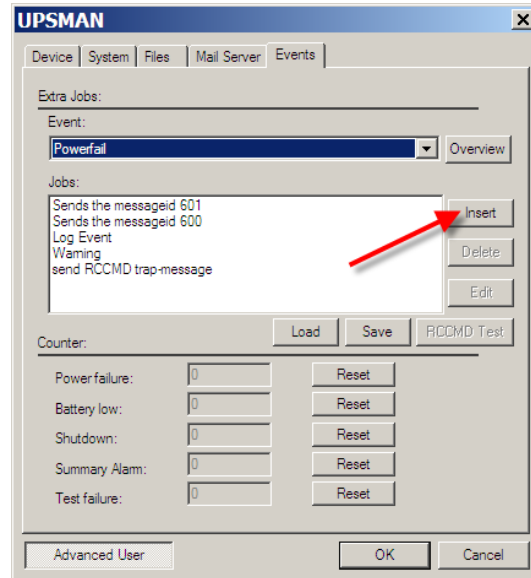 UPSMAN
Device System Files Mail Server Events
Extra Jobs:
Event:
Powerfail Overview
Jobs:
Sends the messageid 601
Sends the messageid 600
Log Event
Warning
send RCCMD trap-message
Insert
Delete
Edit
Load Save RCCMD Test
Counter:
Power failure: 0 Reset
Battery low: 0 Reset
Shutdown: 0 Reset
Summary Alarm: 0 Reset
Test failure: 0 Reset
Advanced User OK Cancel